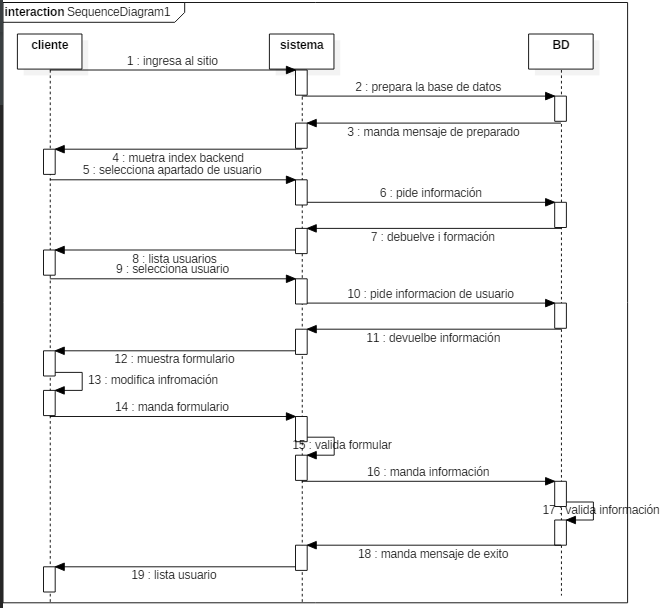 interaction SequenceDiagram1
cliente
sistema
BD
1 : ingresa al sitio
2 : prepara la base de datos
3 : manda mensaje de preparado
4 : muetra index backend
5 : selecciona apartado de usuario
6 : pide información
7 : debuelve i formación
8 : lista usuarios
9 : selecciona usuario
10 : pide informacion de usuario
11 : devuelbe información
12 : muestra formulario
13 : modifica infromación
14 : manda formulario
15 : valida formular
16 : manda información
17 : valida información
18 : manda mensaje de exito
19 : lista usuario